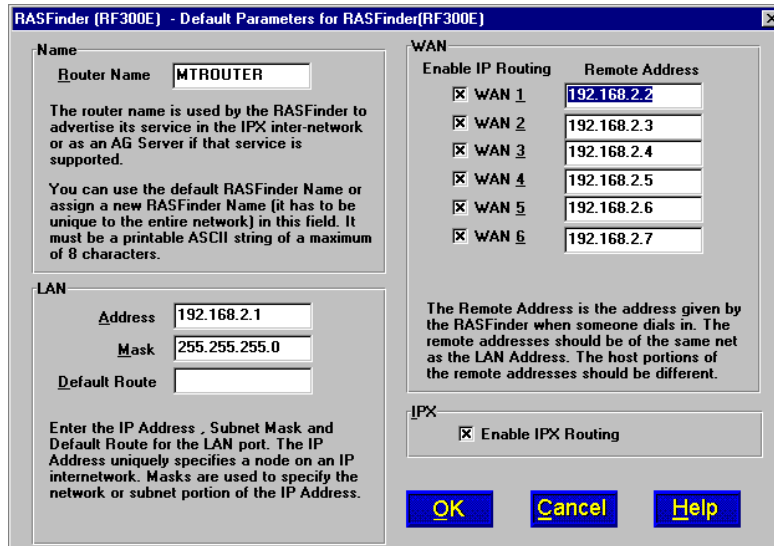 RASFinder (RF300E) - Default Parameters for RASFinder(RF300E)
Name
Router Name MTROUTER
The router name is used by the RASFinder to
advertise its service in the IPX inter-network
or as an AG Server if that service is
supported.
You can use the default RASFinder Name or
assign a new RASFinder Name (it has to be
unique to the entire network) in this field. It
must be a printable ASCII string of a maximum
of 8 characters.
LAN
Address 192.168.2.1
Mask 255.255.255.0
Default Route
Enter the IP Address , Subnet Mask and
Default Route for the LAN port. The IP
Address uniquely specifies a node on an IP
internetwork. Masks are used to specify the
network or subnet portion of the IP Address.
WAN
Enable IP Routing Remote Address
WAN 1 192.168.2.2
WAN 2 192.168.2.3
WAN 3 192.168.2.4
WAN 4 192.168.2.5
WAN 5 192.168.2.6
WAN 6 192.168.2.7
The Remote Address is the address given by
the RASFinder when someone dials in. The
remote addresses should be of the same net
as the LAN Address. The host portions of
the remote addresses should be different.
IPX
Enable IPX Routing
OK Cancel Help